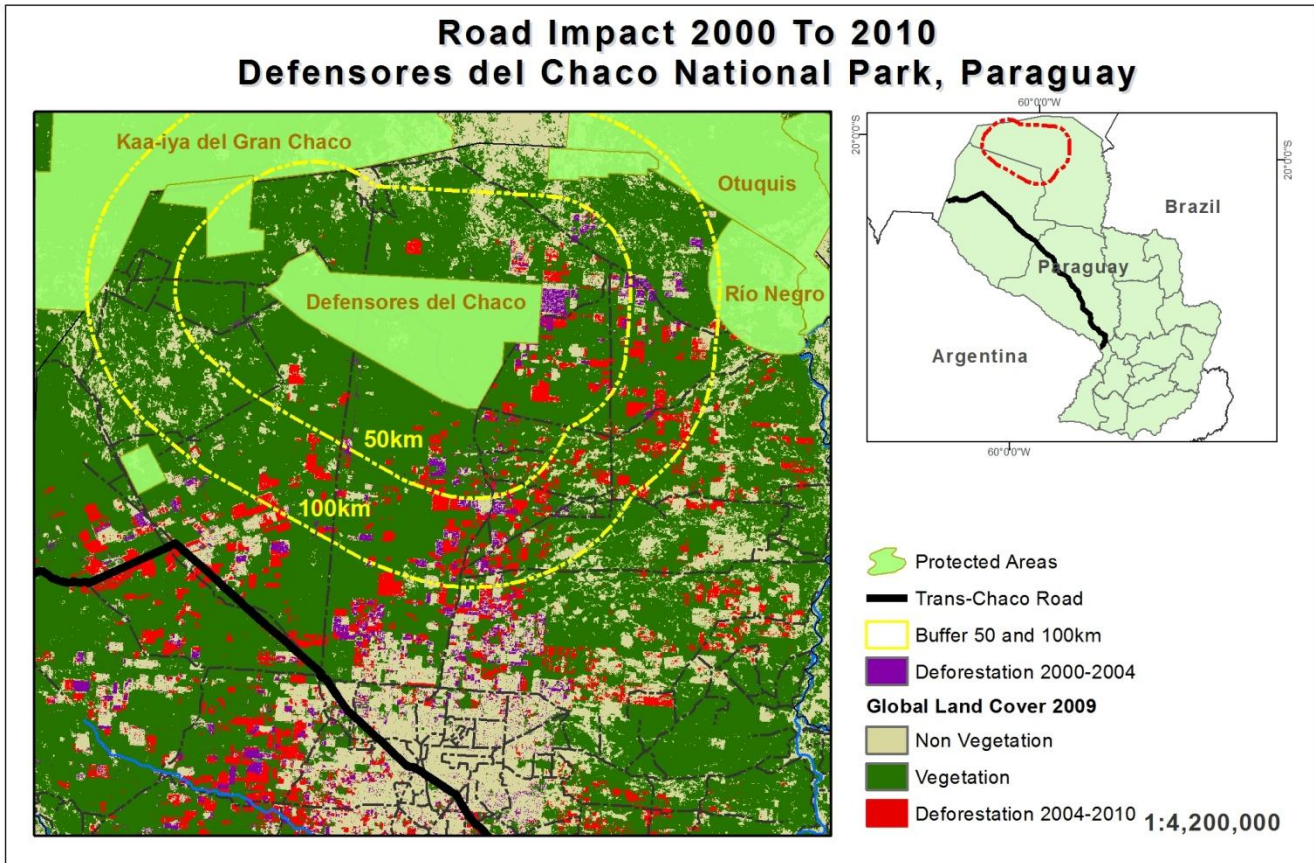 Road Impact 2000 To 2010
Defensores del Chaco National Park, Paraguay
Kaa-iya del Gran Chaco
Otuquis
Defensores del Chaco
Río Negro
50km
100km
60°0'0"W
20°0'0"S
20°0'0"S
Brazil
Paraguay
Argentina
60°0'0"W
Protected Areas
Trans-Chaco Road
Buffer 50 and 100km
Deforestation 2000-2004
Global Land Cover 2009
Non Vegetation
Vegetation
Deforestation 2004-2010
1:4,200,000